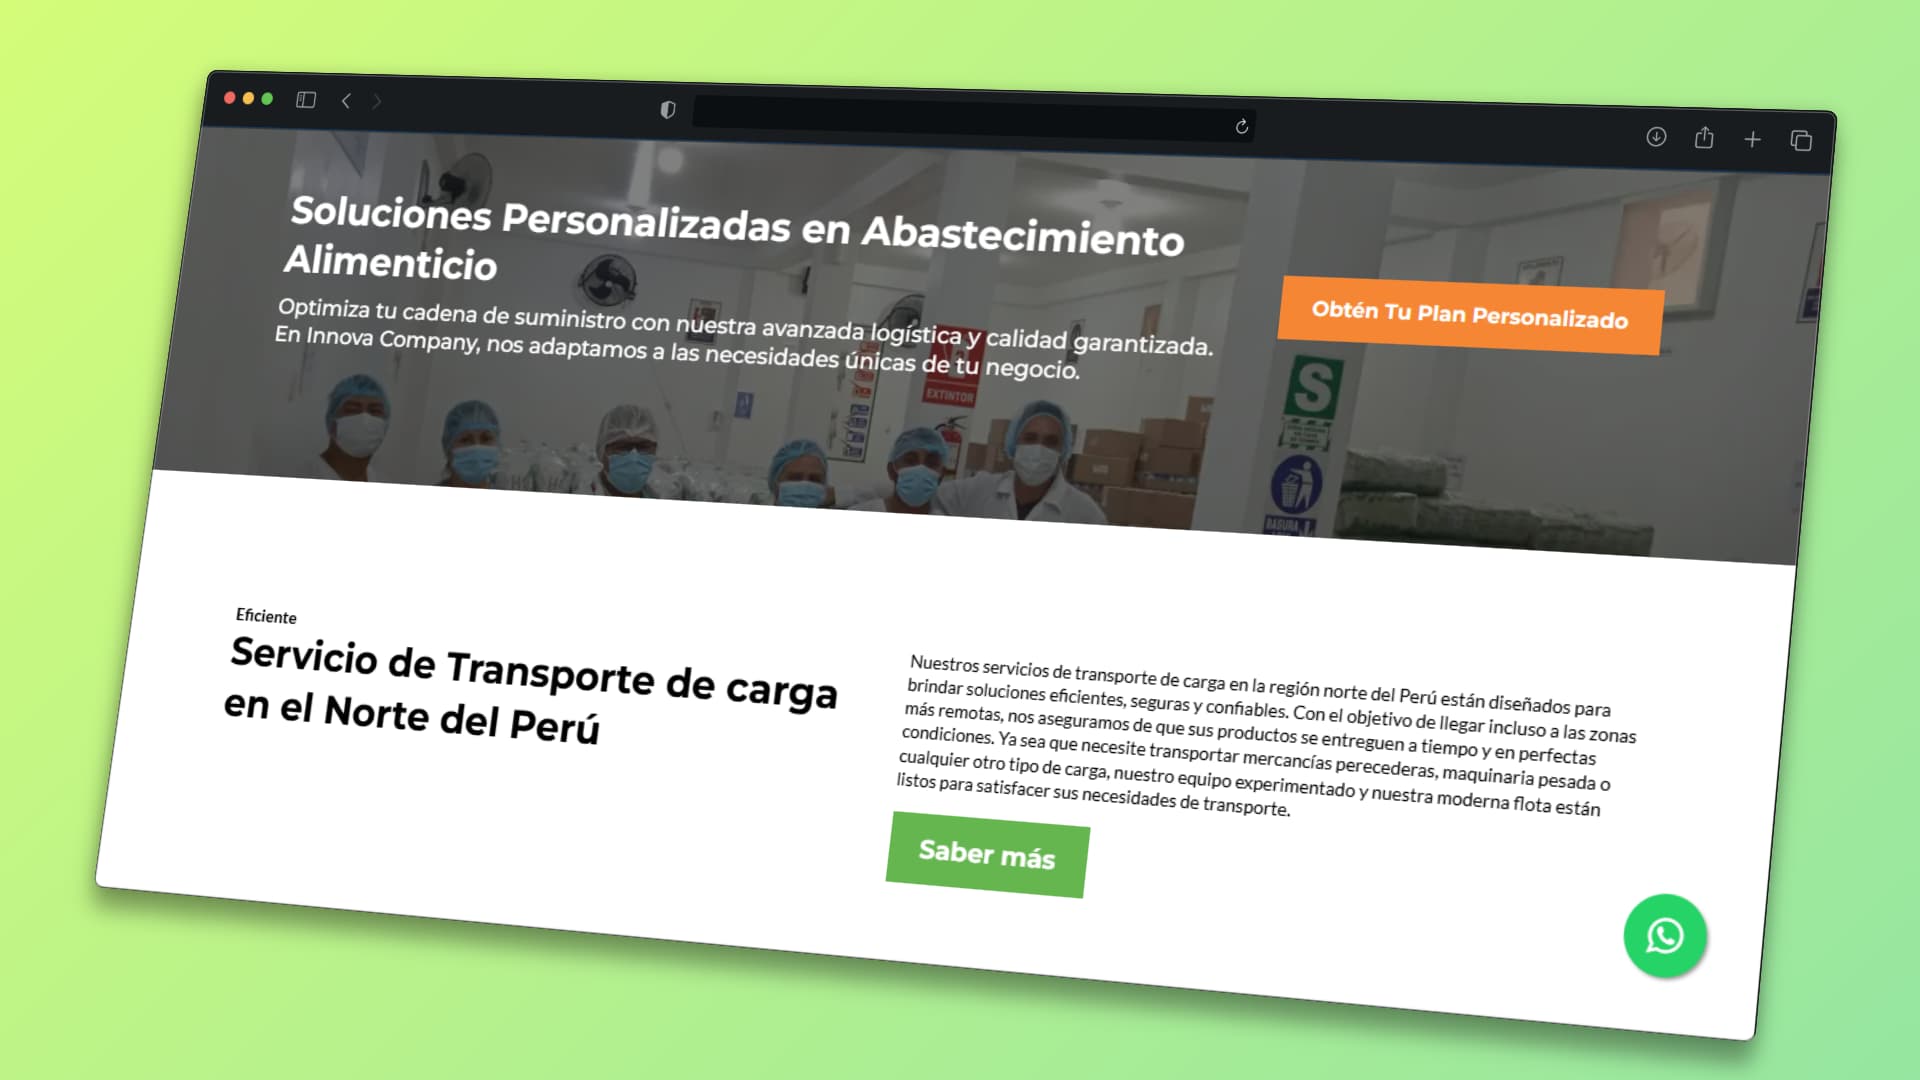 Soluciones Personalizadas en Abastecimiento
Alimenticio
Optimiza tu cadena de suministro con nuestra avanzada logística y calidad garantizada.
En Innova Company, nos adaptamos a las necesidades únicas de tu negocio.
Obtén Tu Plan Personalizado
EXTINTOR
S
BASURA
Eficiente
Servicio de Transporte de carga
en el Norte del Perú
Nuestros servicios de transporte de carga en la región norte del Perú están diseñados para
brindar soluciones eficientes, seguras y confiables. Con el objetivo de llegar incluso a las zonas
más remotas, nos aseguramos de que sus productos se entreguen a tiempo y en perfectas
condiciones. Ya sea que necesite transportar mercancías perecederas, maquinaria pesada o
cualquier otro tipo de carga, nuestro equipo experimentado y nuestra moderna flota están
listos para satisfacer sus necesidades de transporte.
Saber más